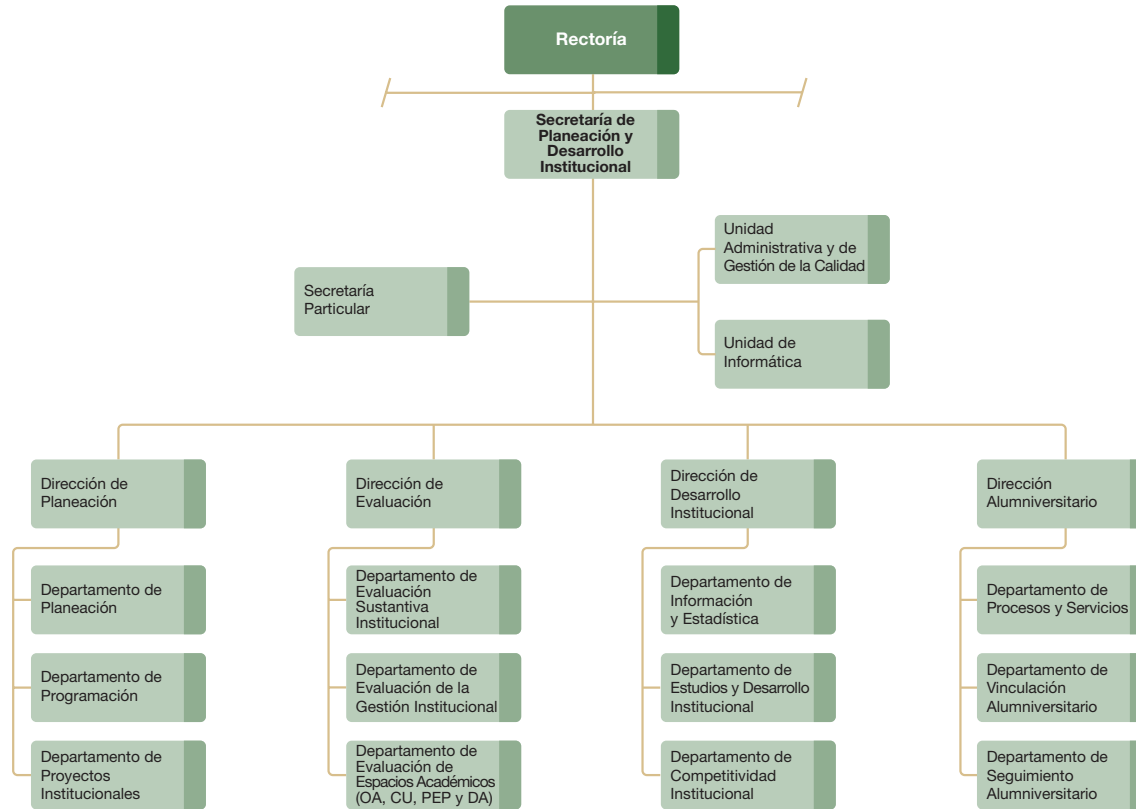 Rectoría
Secretaría de
Planeación y
Desarrollo
Institucional
Unidad
Administrativa y de
Gestión de la Calidad
Secretaría
Particular
Unidad de
Informática
Dirección de
Planeación
Dirección de
Evaluación
Dirección de
Desarrollo
Institucional
Dirección
Alumniversitario
Departamento de
Planeación
Departamento de
Evaluación
Sustantiva
Institucional
Departamento de
Información
y Estadística
Departamento de
Procesos y Servicios
Departamento de
Programación
Departamento de
Evaluación de la
Gestión Institucional
Departamento de
Estudios y Desarrollo
Institucional
Departamento de
Vinculación
Alumniversitario
Departamento de
Proyectos
Institucionales
Departamento de
Evaluación de
Espacios Académicos
(OA, CU, PEP y DA)
Departamento de
Competitividad
Institucional
Departamento de
Seguimiento
Alumniversitario